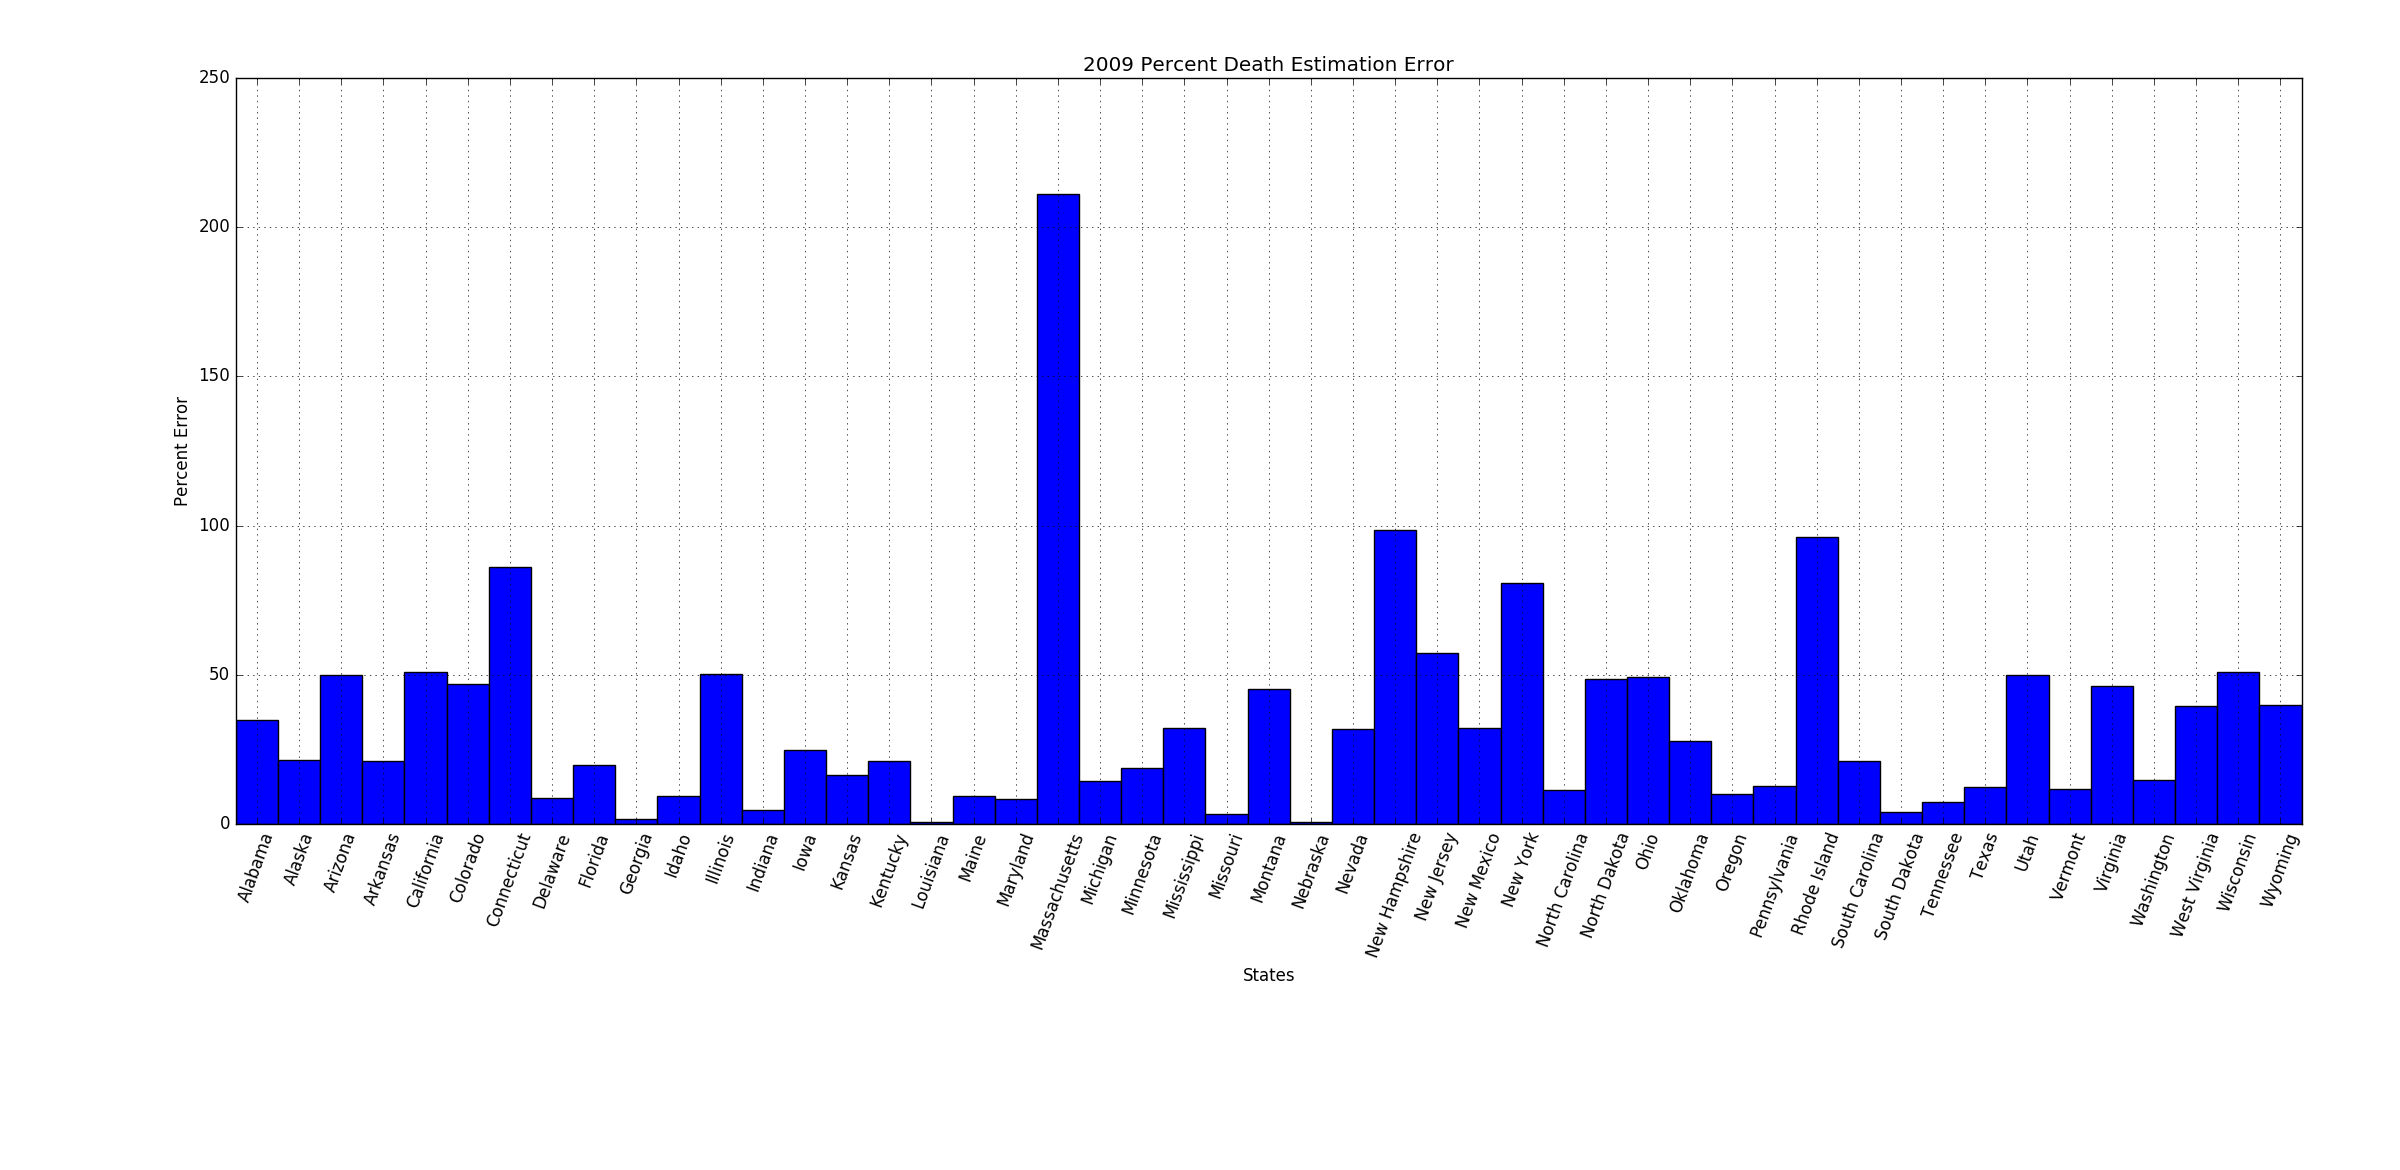 2009 Percent Death Estimation Error
250
200
150
100
50
0
Percent Error
Alabama
Alaska
Arizona
Arkansas
California
Colorado
Connecticut
Delaware
Florida
Georgia
Idaho
Illinois
Indiana
Iowa
Kansas
Kentucky
Louisiana
Maine
Maryland
Massachusetts
Michigan
Minnesota
Mississippi
Missouri
Montana
Nebraska
Nevada
New Hampshire
New Jersey
New Mexico
New York
North Carolina
North Dakota
Ohio
Oklahoma
Oregon
Pennsylvania
Rhode Island
South Carolina
South Dakota
Tennessee
Texas
Utah
Vermont
Virginia
Washington
West Virginia
Wisconsin
Wyoming
States